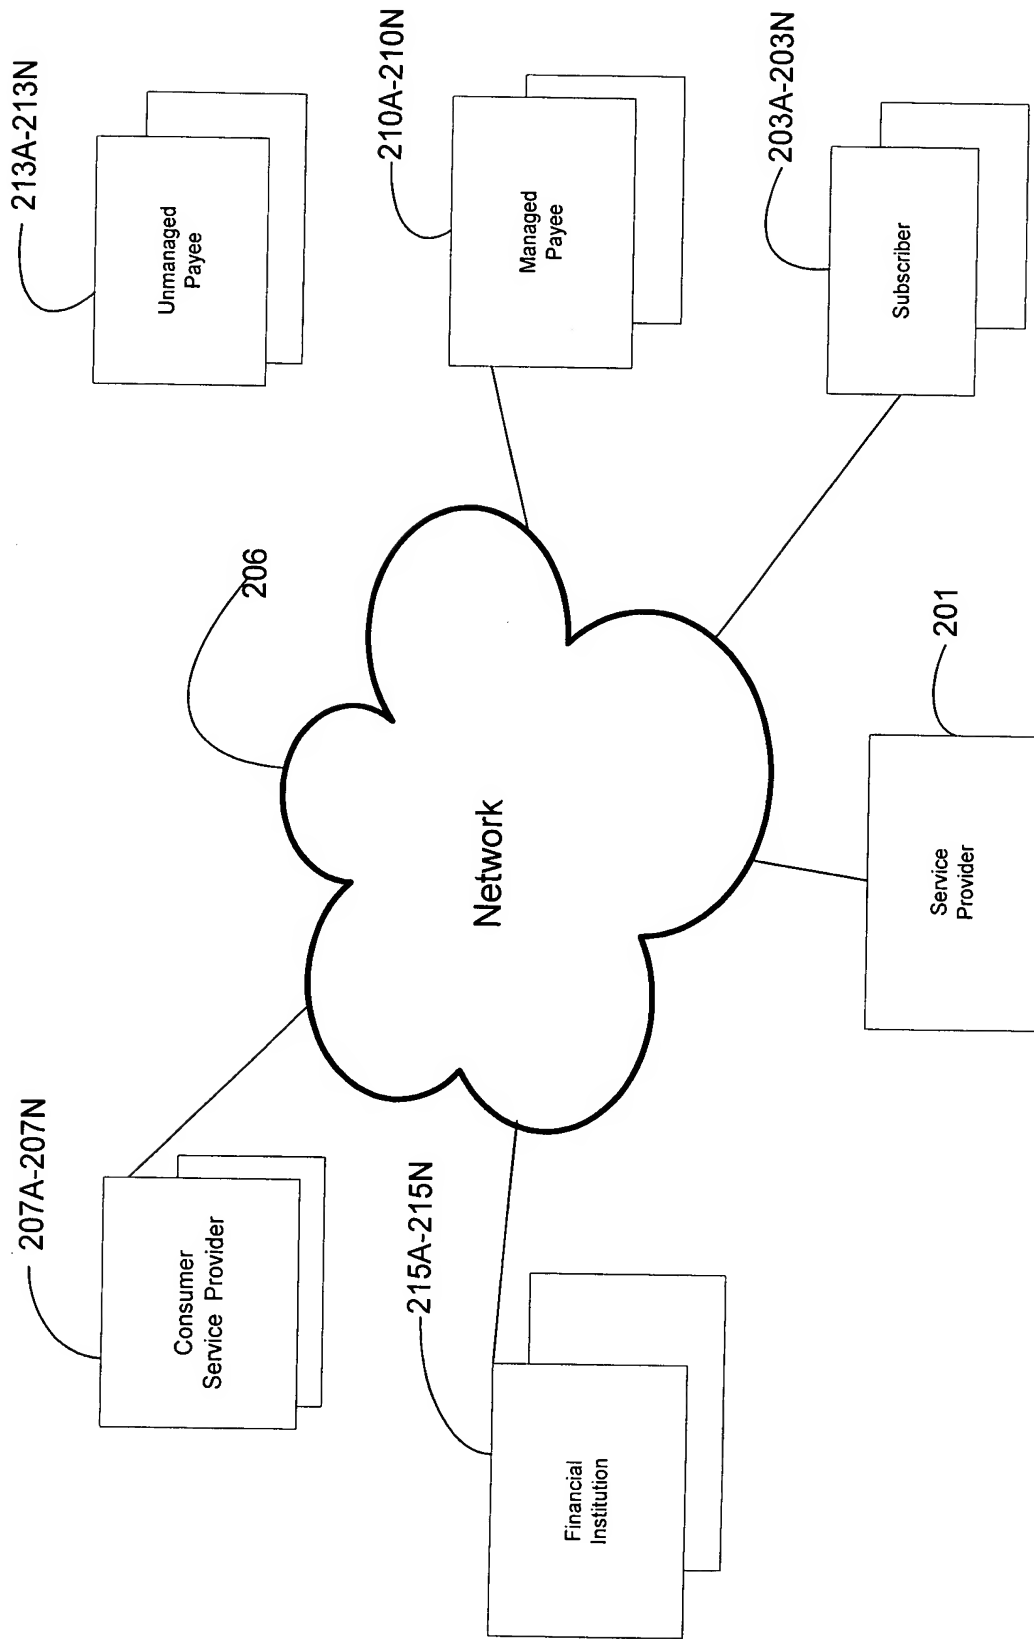 207A-207N
Consumer
Service Provider
206
213A-213N
Unmanaged
Payee
215A-215N
Financial
Institution
Network
210A-210N
Managed
Payee
Service
Provider
201
203A-203N
Subscriber